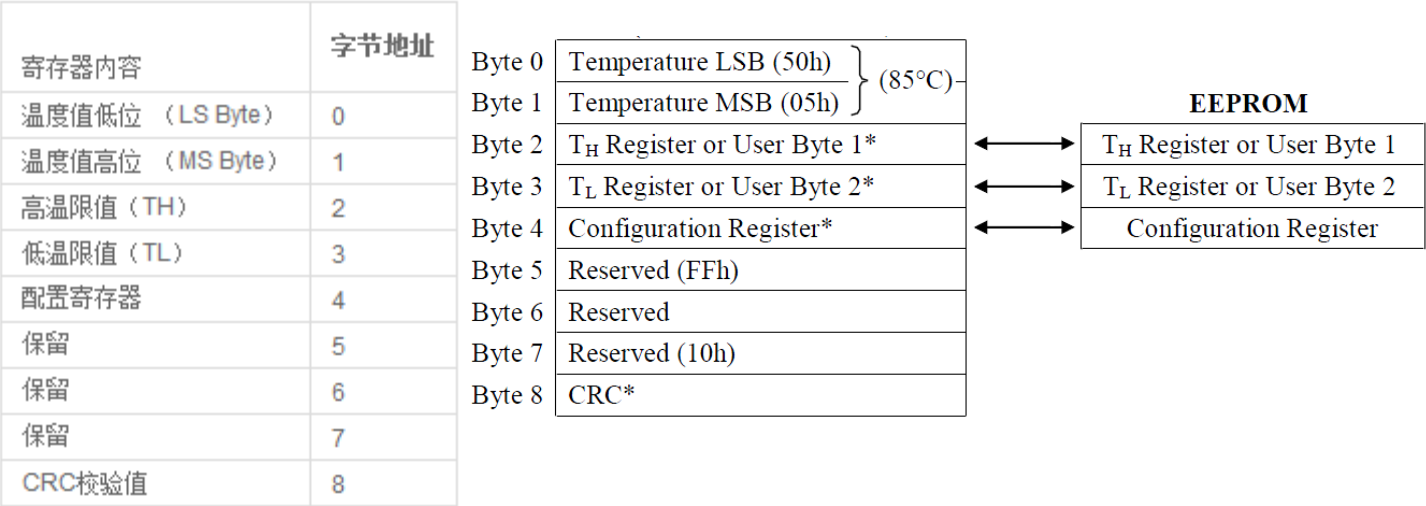 寄存器内容 字节地址
温度值低位 （LS Byte） 0
温度值高位 （MS Byte） 1
高温限值（TH） 2
低温限值（TL） 3
配置寄存器 4
保留 5
保留 6
保留 7
CRC校验值 8
Byte 0 Temperature LSB (50h)
(85°C)
Byte 1 Temperature MSB (05h)
Byte 2 TH Register or User Byte 1*
Byte 3 TL Register or User Byte 2*
Byte 4 Configuration Register*
Byte 5 Reserved (FFh)
Byte 6 Reserved
Byte 7 Reserved (10h)
Byte 8 CRC*
EEPROM
TH Register or User Byte 1
TL Register or User Byte 2
Configuration Register